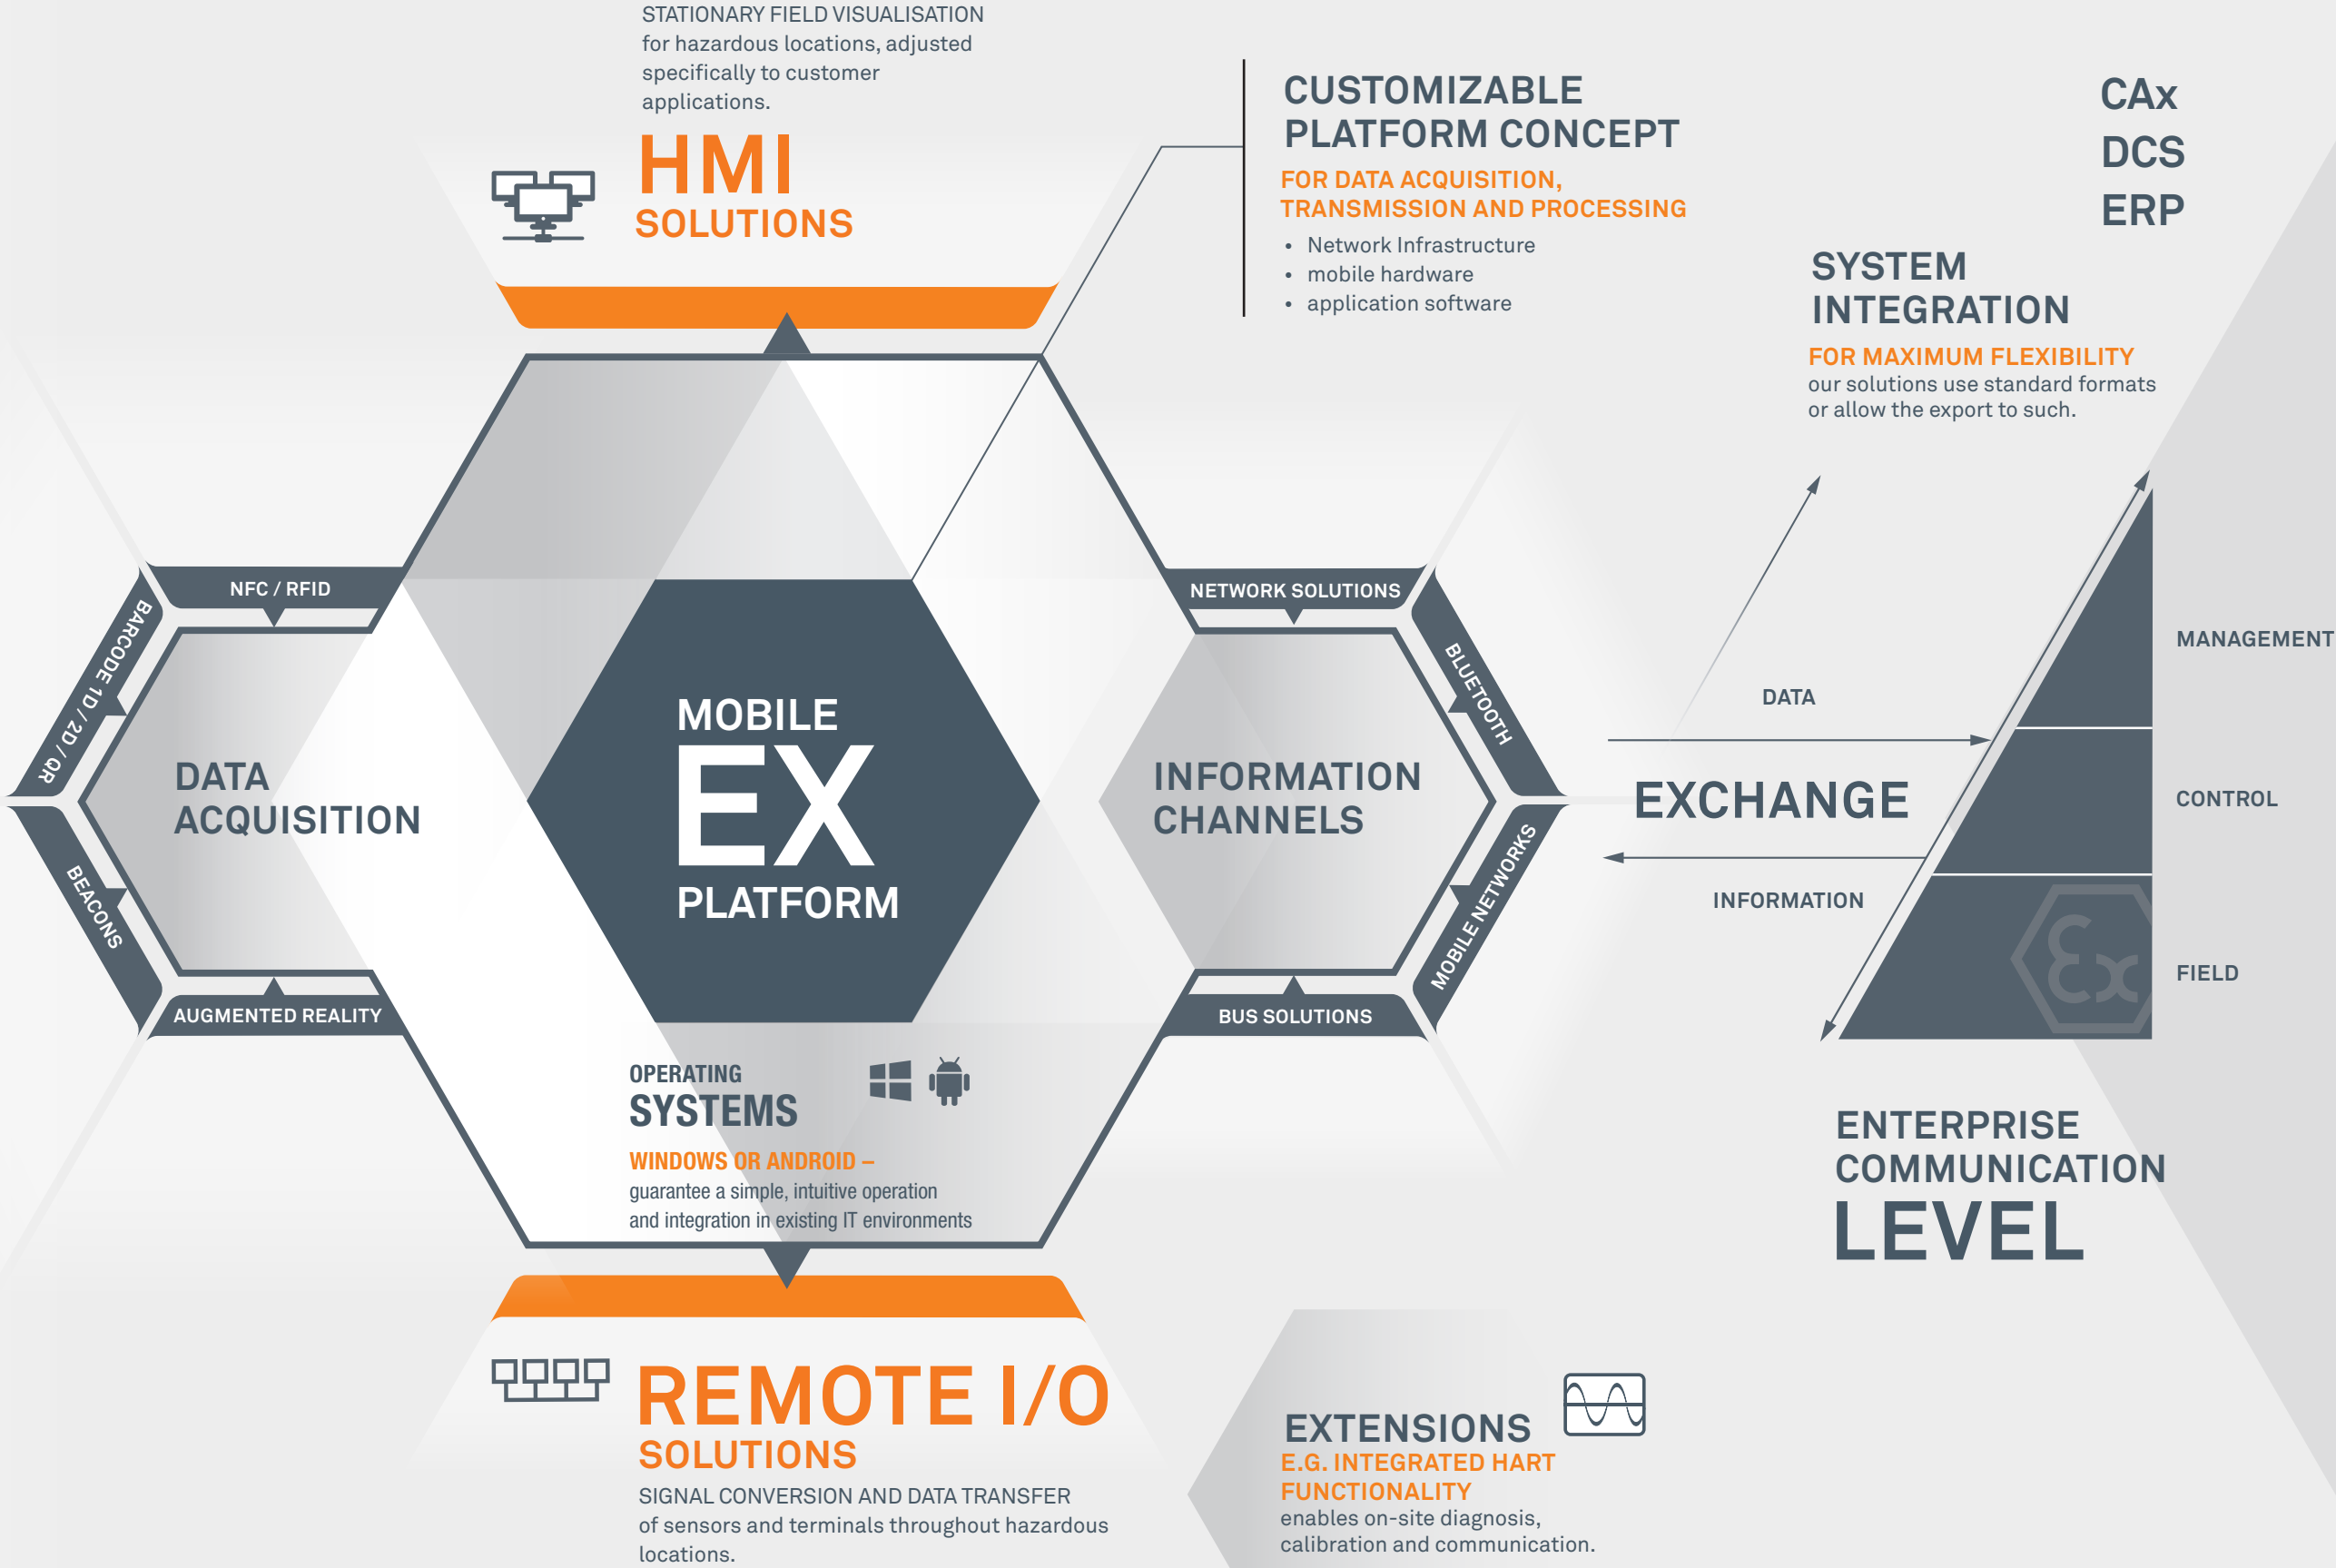 STATIONARY FIELD VISUALISATION
for hazardous locations, adjusted
specifically to customer
applications.
HMI
SOLUTIONS
CUSTOMIZABLE
PLATFORM CONCEPT
FOR DATA ACQUISITION,
TRANSMISSION AND PROCESSING
• Network Infrastructure
• mobile hardware
• application software
CAx
DCS
ERP
SYSTEM
INTEGRATION
FOR MAXIMUM FLEXIBILITY
our solutions use standard formats
or allow the export to such.
NFC / RFID
BARCODE 1D / 2D / QR
DATA
ACQUISITION
BEACONS
AUGMENTED REALITY
MOBILE
EX
PLATFORM
NETWORK SOLUTIONS
BLUETOOTH
INFORMATION
CHANNELS
MOBILE NETWORKS
BUS SOLUTIONS
DATA
EXCHANGE
INFORMATION
MANAGEMENT
CONTROL
FIELD
Ex
OPERATING
SYSTEMS
WINDOWS OR ANDROID –
guarantee a simple, intuitive operation
and integration in existing IT environments
ENTERPRISE
COMMUNICATION
LEVEL
REMOTE I/O
SOLUTIONS
SIGNAL CONVERSION AND DATA TRANSFER
of sensors and terminals throughout hazardous
locations.
EXTENSIONS
E.G. INTEGRATED HART
FUNCTIONALITY
enables on-site diagnosis,
calibration and communication.